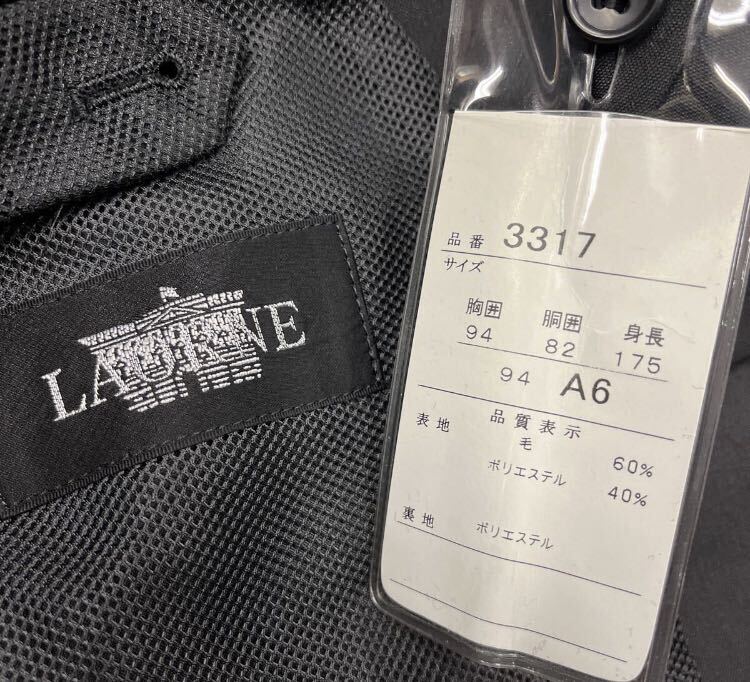 品番 3317
サイズ
胸囲 胴囲 身長
94 82 175
94 A6
品質表示
表地 毛 60%
ポリエステル 40%
裏地 ポリエステル